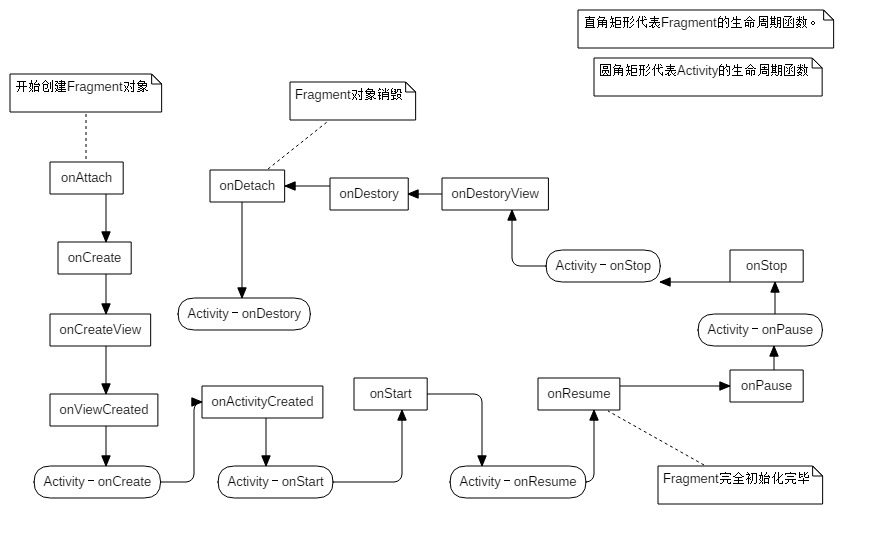 直角矩形代表Fragment的生命周期函数。
圆角矩形代表Activity的生命周期函数
开始创建Fragment对象
Fragment对象销毁
onAttach
onDetach
onDestory
onDestoryView
onCreate
Activity－onStop
onStop
onCreateView
Activity－onDestory
Activity－onPause
onViewCreated
onActivityCreated
onStart
onResume
onPause
Activity－onCreate
Activity－onStart
Activity－onResume
Fragment完全初始化完毕